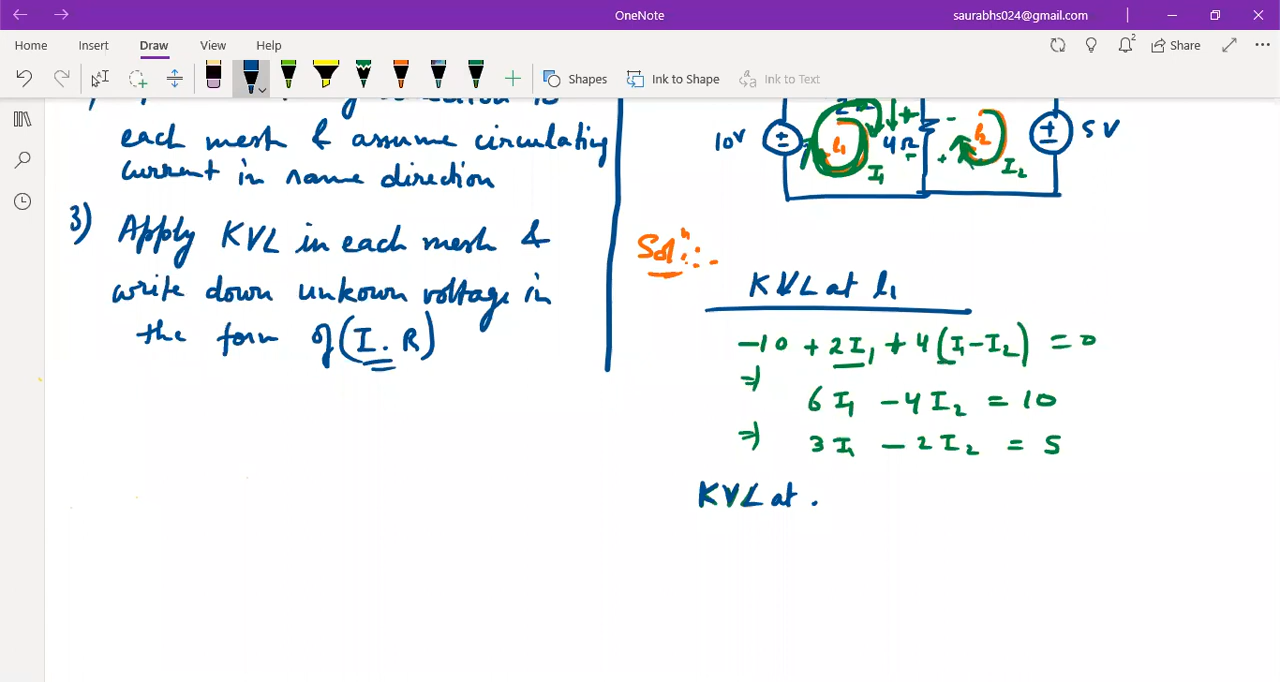 OneNote
saurabhs024@gmail.com
Home Insert Draw View Help
Share
Shapes
Ink to Shape
Ink to Text
each mesh & assume circulating
current in same direction
3) Apply KVL in each mesh &
write down unkown voltage in
the form of (I . R)
10V
4Ω
I1
l2
I2
5V
l1
Solⁿ :-
KVL at l1
-10 + 2I1 + 4(I1-I2) = 0
⇒
6I1 - 4I2 = 10
⇒ 3I1 - 2I2 = 5
KVL at .